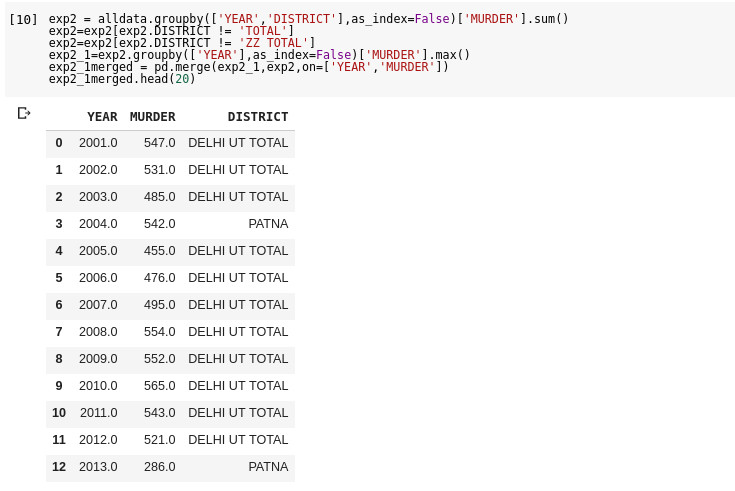 [10] exp2 = alldata.groupby(['YEAR','DISTRICT'],as_index=False)['MURDER'].sum()
exp2=exp2[exp2.DISTRICT != 'TOTAL']
exp2=exp2[exp2.DISTRICT != 'ZZ TOTAL']
exp2_1=exp2.groupby(['YEAR'],as_index=False)['MURDER'].max()
exp2_1merged = pd.merge(exp2_1,exp2,on=['YEAR','MURDER'])
exp2_1merged.head(20)
YEAR MURDER DISTRICT
0 2001.0 547.0 DELHI UT TOTAL
1 2002.0 531.0 DELHI UT TOTAL
2 2003.0 485.0 DELHI UT TOTAL
3 2004.0 542.0 PATNA
4 2005.0 455.0 DELHI UT TOTAL
5 2006.0 476.0 DELHI UT TOTAL
6 2007.0 495.0 DELHI UT TOTAL
7 2008.0 554.0 DELHI UT TOTAL
8 2009.0 552.0 DELHI UT TOTAL
9 2010.0 565.0 DELHI UT TOTAL
10 2011.0 543.0 DELHI UT TOTAL
11 2012.0 521.0 DELHI UT TOTAL
12 2013.0 286.0 PATNA